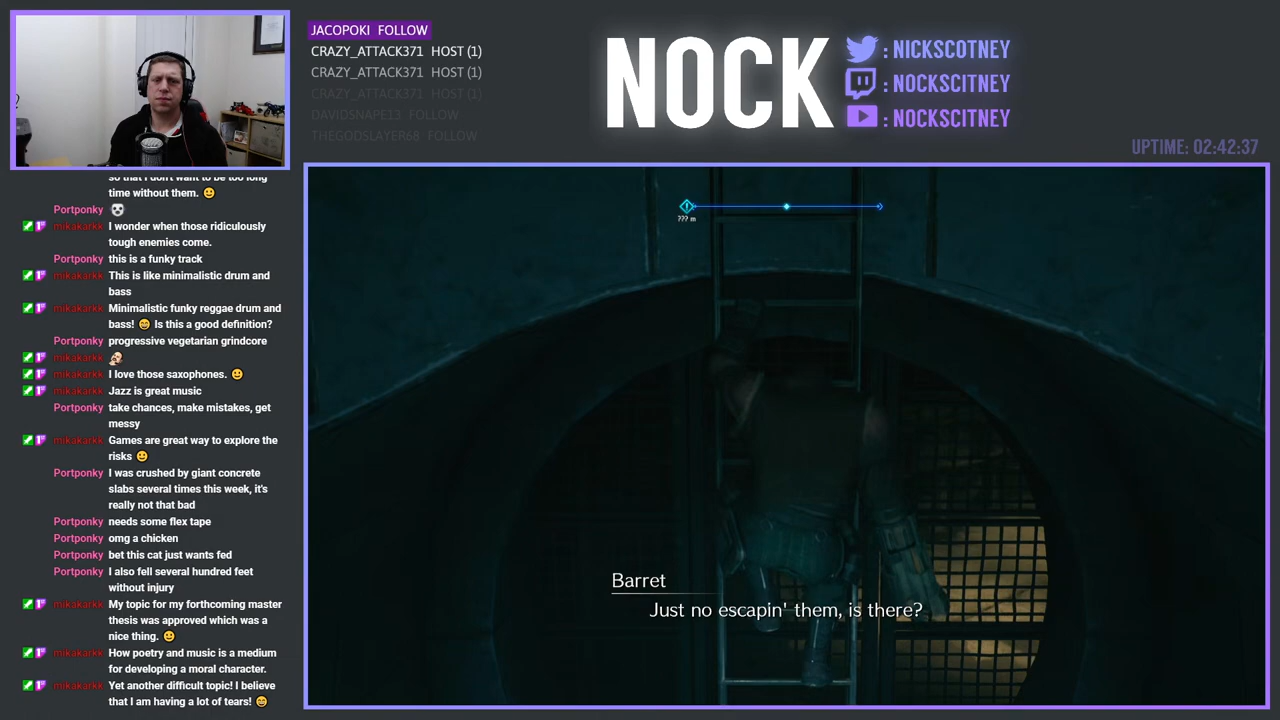 JACOPOKI FOLLOW
CRAZY_ATTACK371 HOST (1)
CRAZY_ATTACK371 HOST (1)
CRAZY_ATTACK371 HOST (1)
DAVIDSNAPE13 FOLLOW
THEGODSLAYER68 FOLLOW
NOCK
: NICKSCOTNEY
: NOCKSCITNEY
: NOCKSCITNEY
UPTIME: 02:42:37
so that I don't want to be too long
time without them.
Portponky
mikakarkk I wonder when those ridiculously
tough enemies come.
Portponky this is a funky track
mikakarkk This is like minimalistic drum and
bass
mikakarkk Minimalistic funky reggae drum and
bass! Is this a good definition?
Portponky progressive vegetarian grindcore
mikakarkk
mikakarkk I love those saxophones.
mikakarkk Jazz is great music
Portponky take chances, make mistakes, get
messy
mikakarkk Games are great way to explore the
risks
Portponky I was crushed by giant concrete
slabs several times this week, it's
really not that bad
Portponky needs some flex tape
Portponky omg a chicken
Portponky bet this cat just wants fed
Portponky I also fell several hundred feet
without injury
mikakarkk My topic for my forthcoming master
thesis was approved which was a
nice thing.
mikakarkk How poetry and music is a medium
for developing a moral character.
mikakarkk Yet another difficult topic! I believe
that I am having a lot of tears!
??? m
Barret
Just no escapin' them, is there?